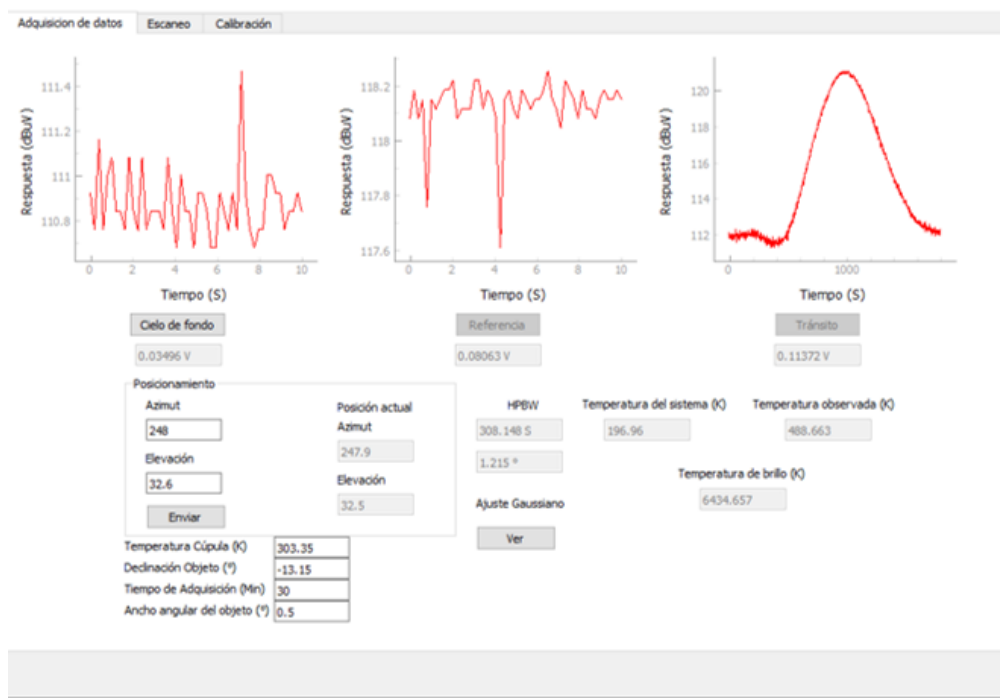 Adquisicion de datos Escaneo Calibración
111.4
111.2
111
110.8
Respuesta (dBuV)
0 2 4 6 8 10
Tiempo (S)
118.2
118
117.8
117.6
Respuesta (dBuV)
0 2 4 6 8 10
Tiempo (S)
120
118
116
114
112
Respuesta (dBuV)
0 1000
Tiempo (S)
Cielo de fondo
0.03496 V
Referencia
0.08063 V
Tránsito
0.11372 V
Posicionamiento
Azimut
248
Elevación
32.6
Enviar
Posición actual
Azimut
247.9
Elevación
32.5
HPBW
308.148 S
1.215 °
Ajuste Gaussiano
Ver
Temperatura del sistema (K)
196.96
Temperatura observada (K)
488.663
Temperatura de brillo (K)
6434.657
Temperatura Cúpula (K) 303.35
Declinación Objeto (°) -13.15
Tiempo de Adquisición (Min) 30
Ancho angular del objeto (°) 0.5